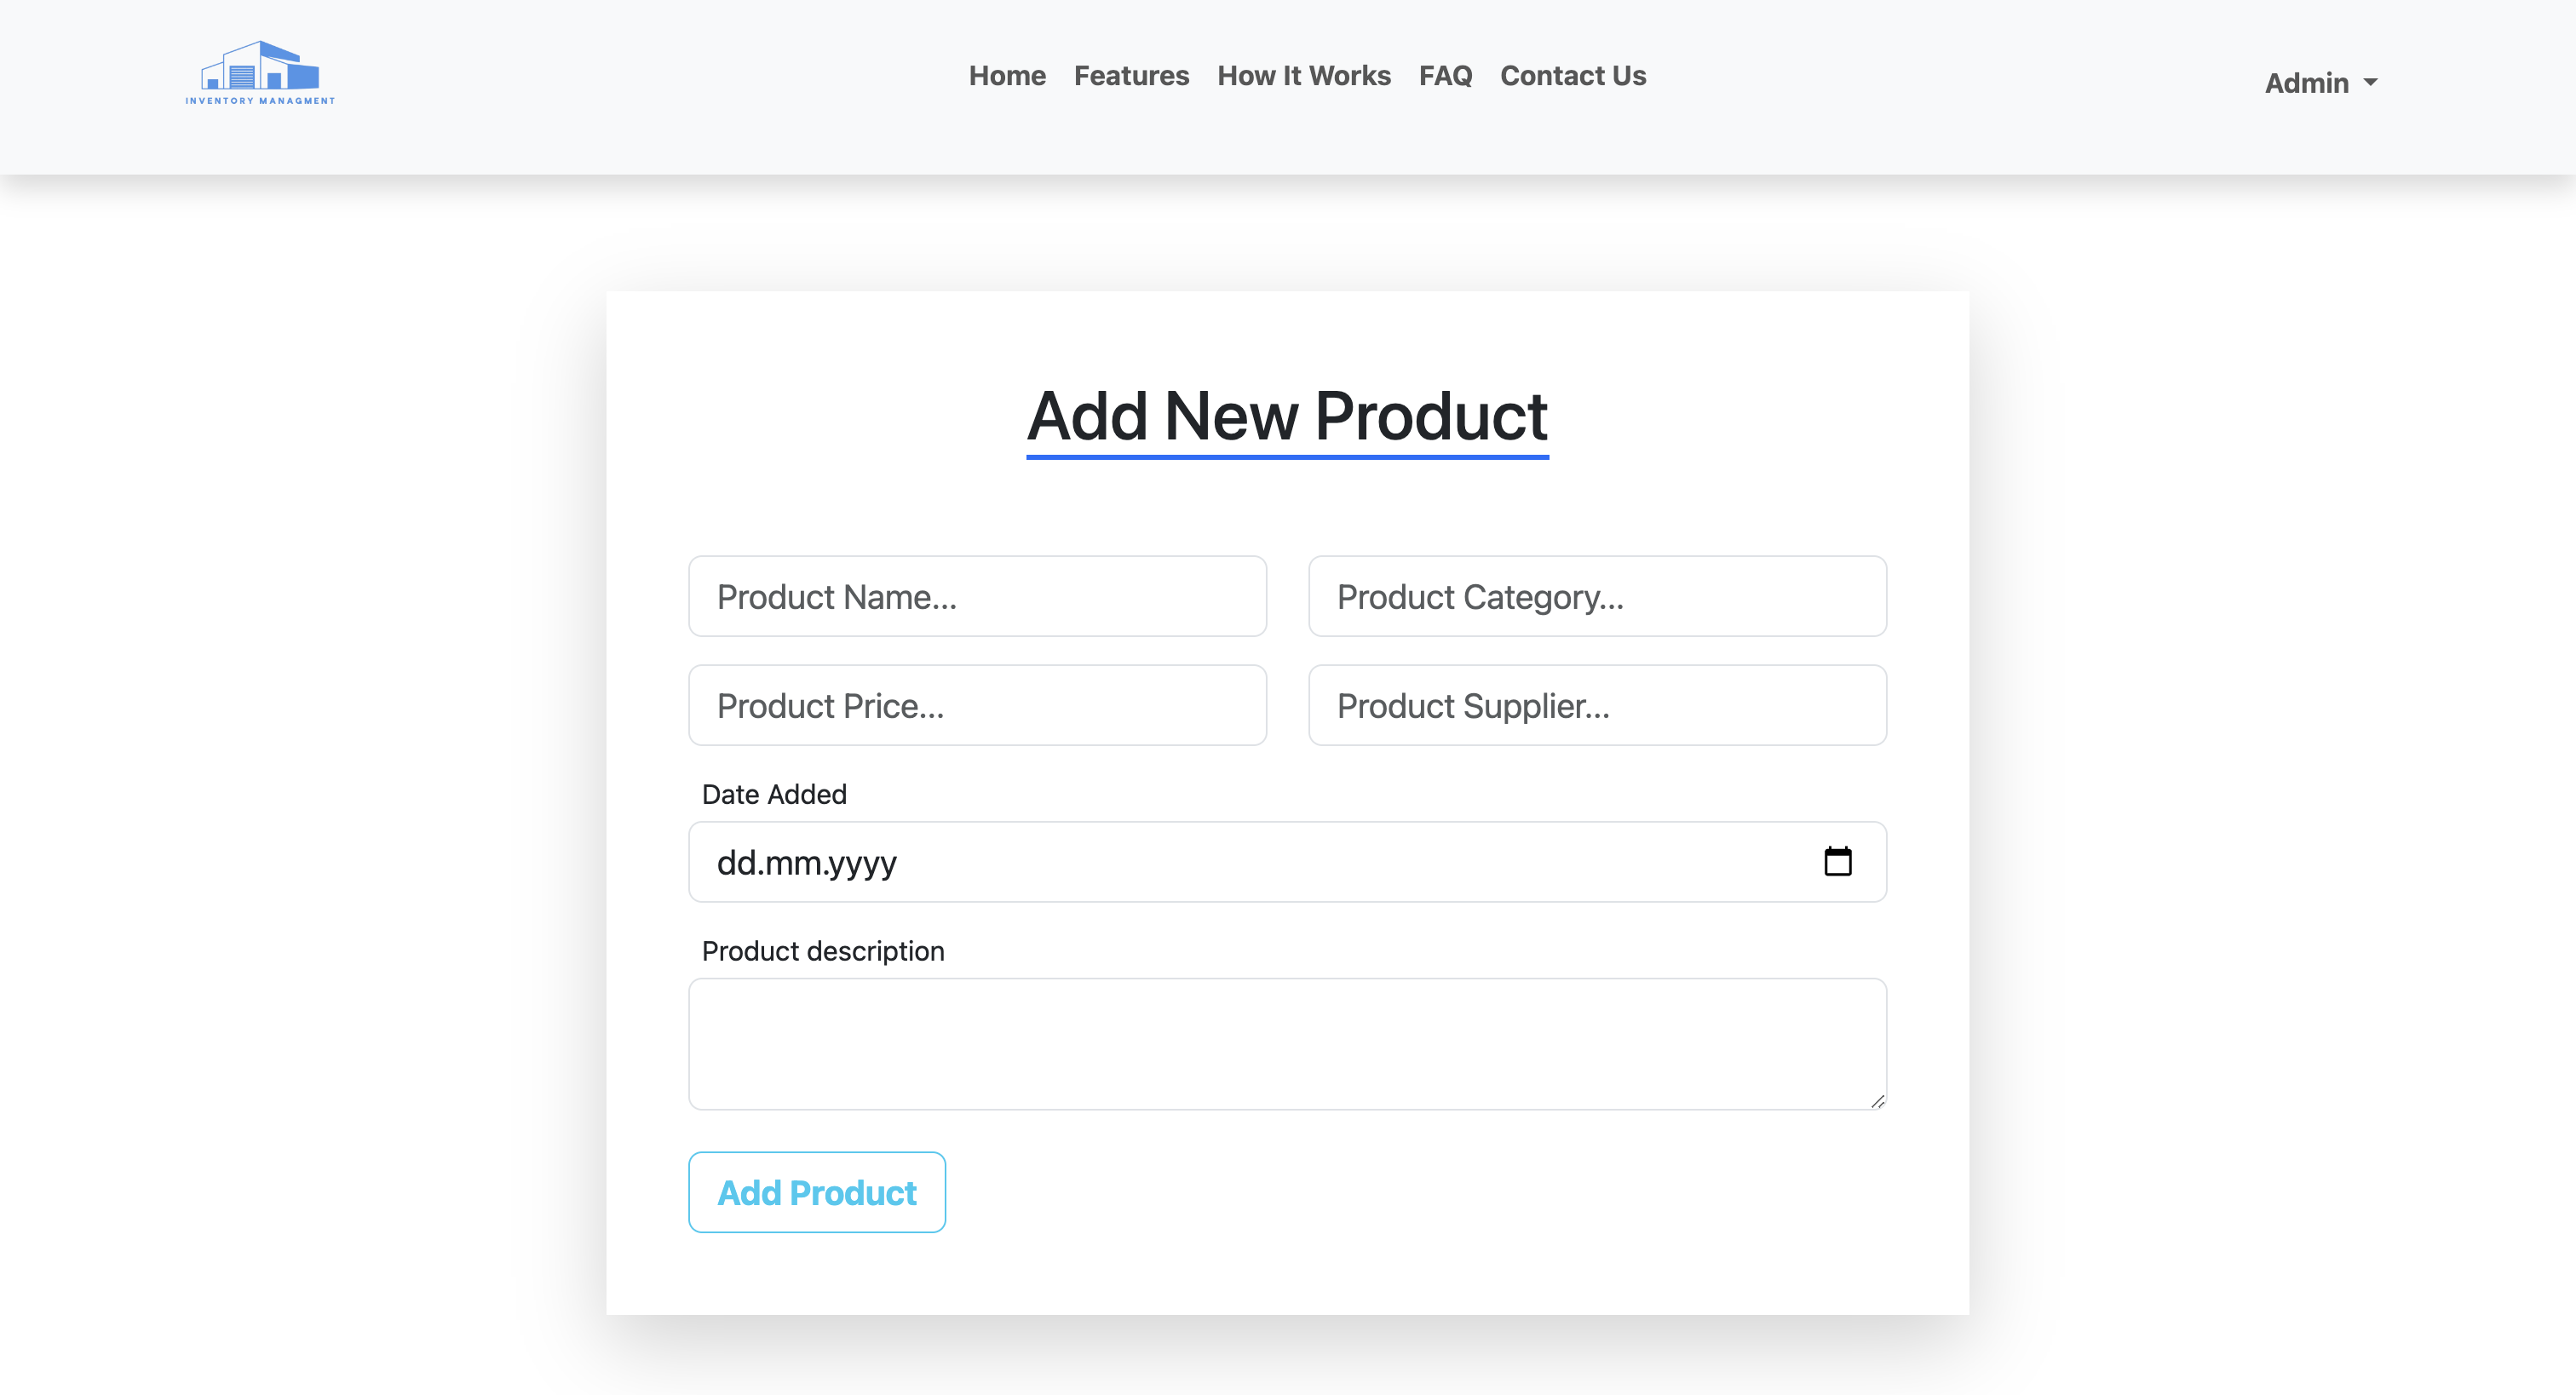 INVENTORY MANAGMENT
Home Features How It Works FAQ Contact Us
Admin
Add New Product
Product Name...
Product Category...
Product Price...
Product Supplier...
Date Added
dd.mm.yyyy
Product description
Add Product